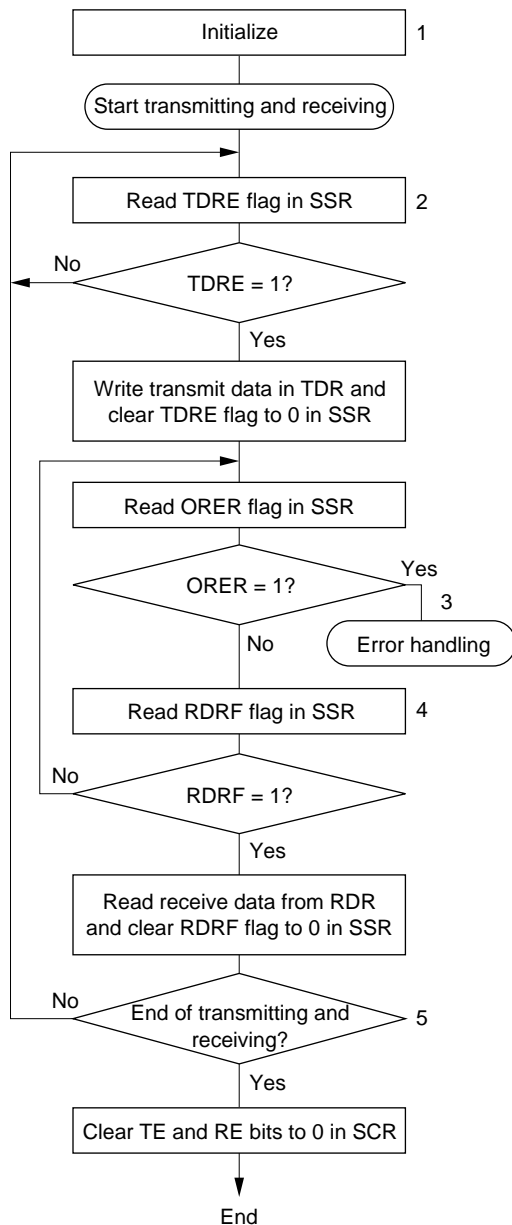 Initialize
1
Start transmitting and receiving
Read TDRE flag in SSR
2
No
TDRE = 1?
Yes
Write transmit data in TDR and
clear TDRE flag to 0 in SSR
Read ORER flag in SSR
Yes
ORER = 1?
3
No
Error handling
Read RDRF flag in SSR
4
No
RDRF = 1?
Yes
Read receive data from RDR
and clear RDRF flag to 0 in SSR
No
End of transmitting and
receiving?
5
Yes
Clear TE and RE bits to 0 in SCR
End